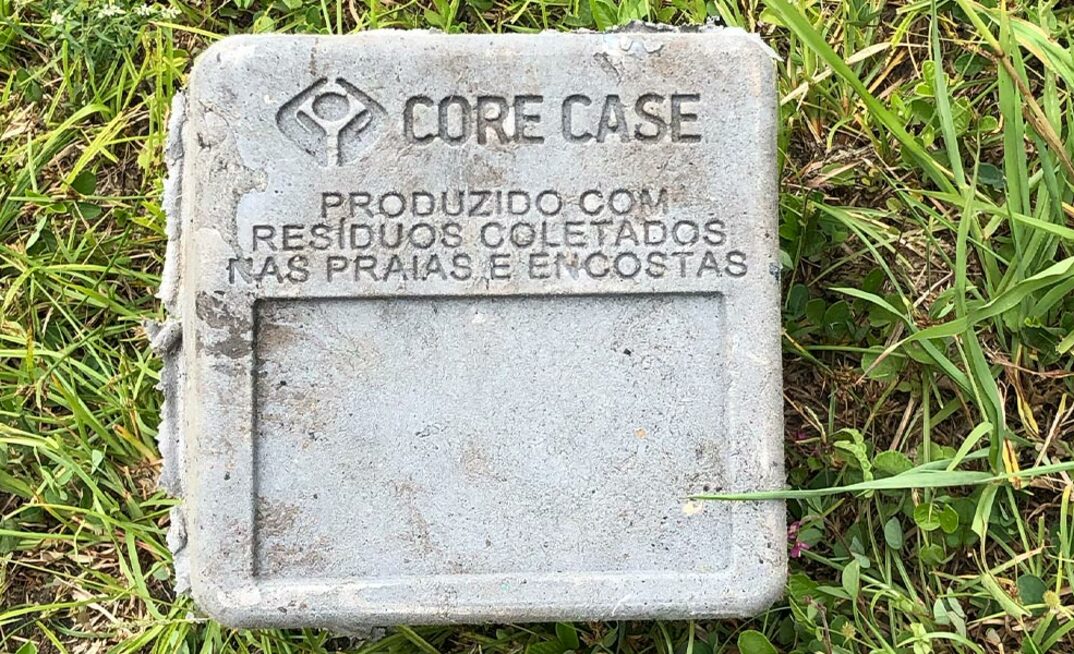 CORE CASE
PRODUZIDO COM
RESÍDUOS COLETADOS
NAS PRAIAS E ENCOSTAS